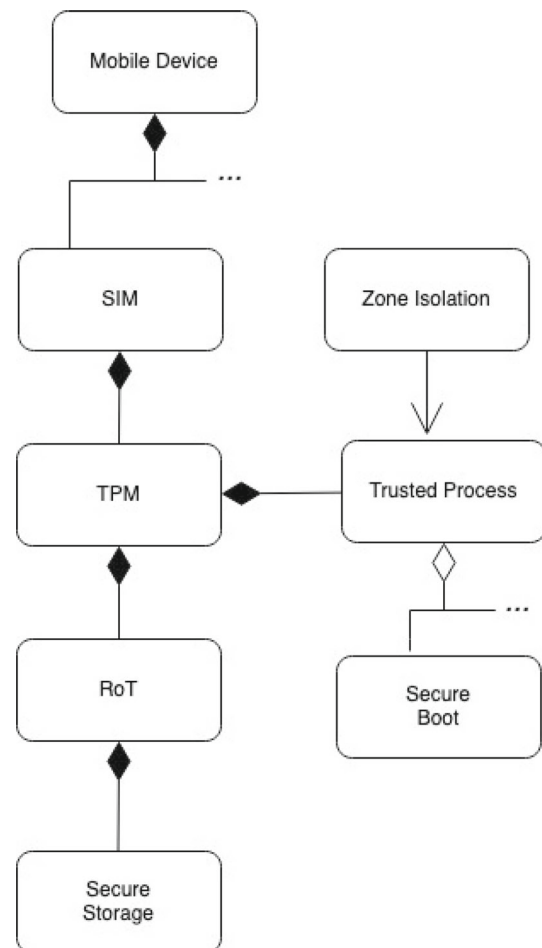 Mobile Device
...
SIM
Zone Isolation
TPM
Trusted Process
...
RoT
Secure
Boot
Secure
Storage